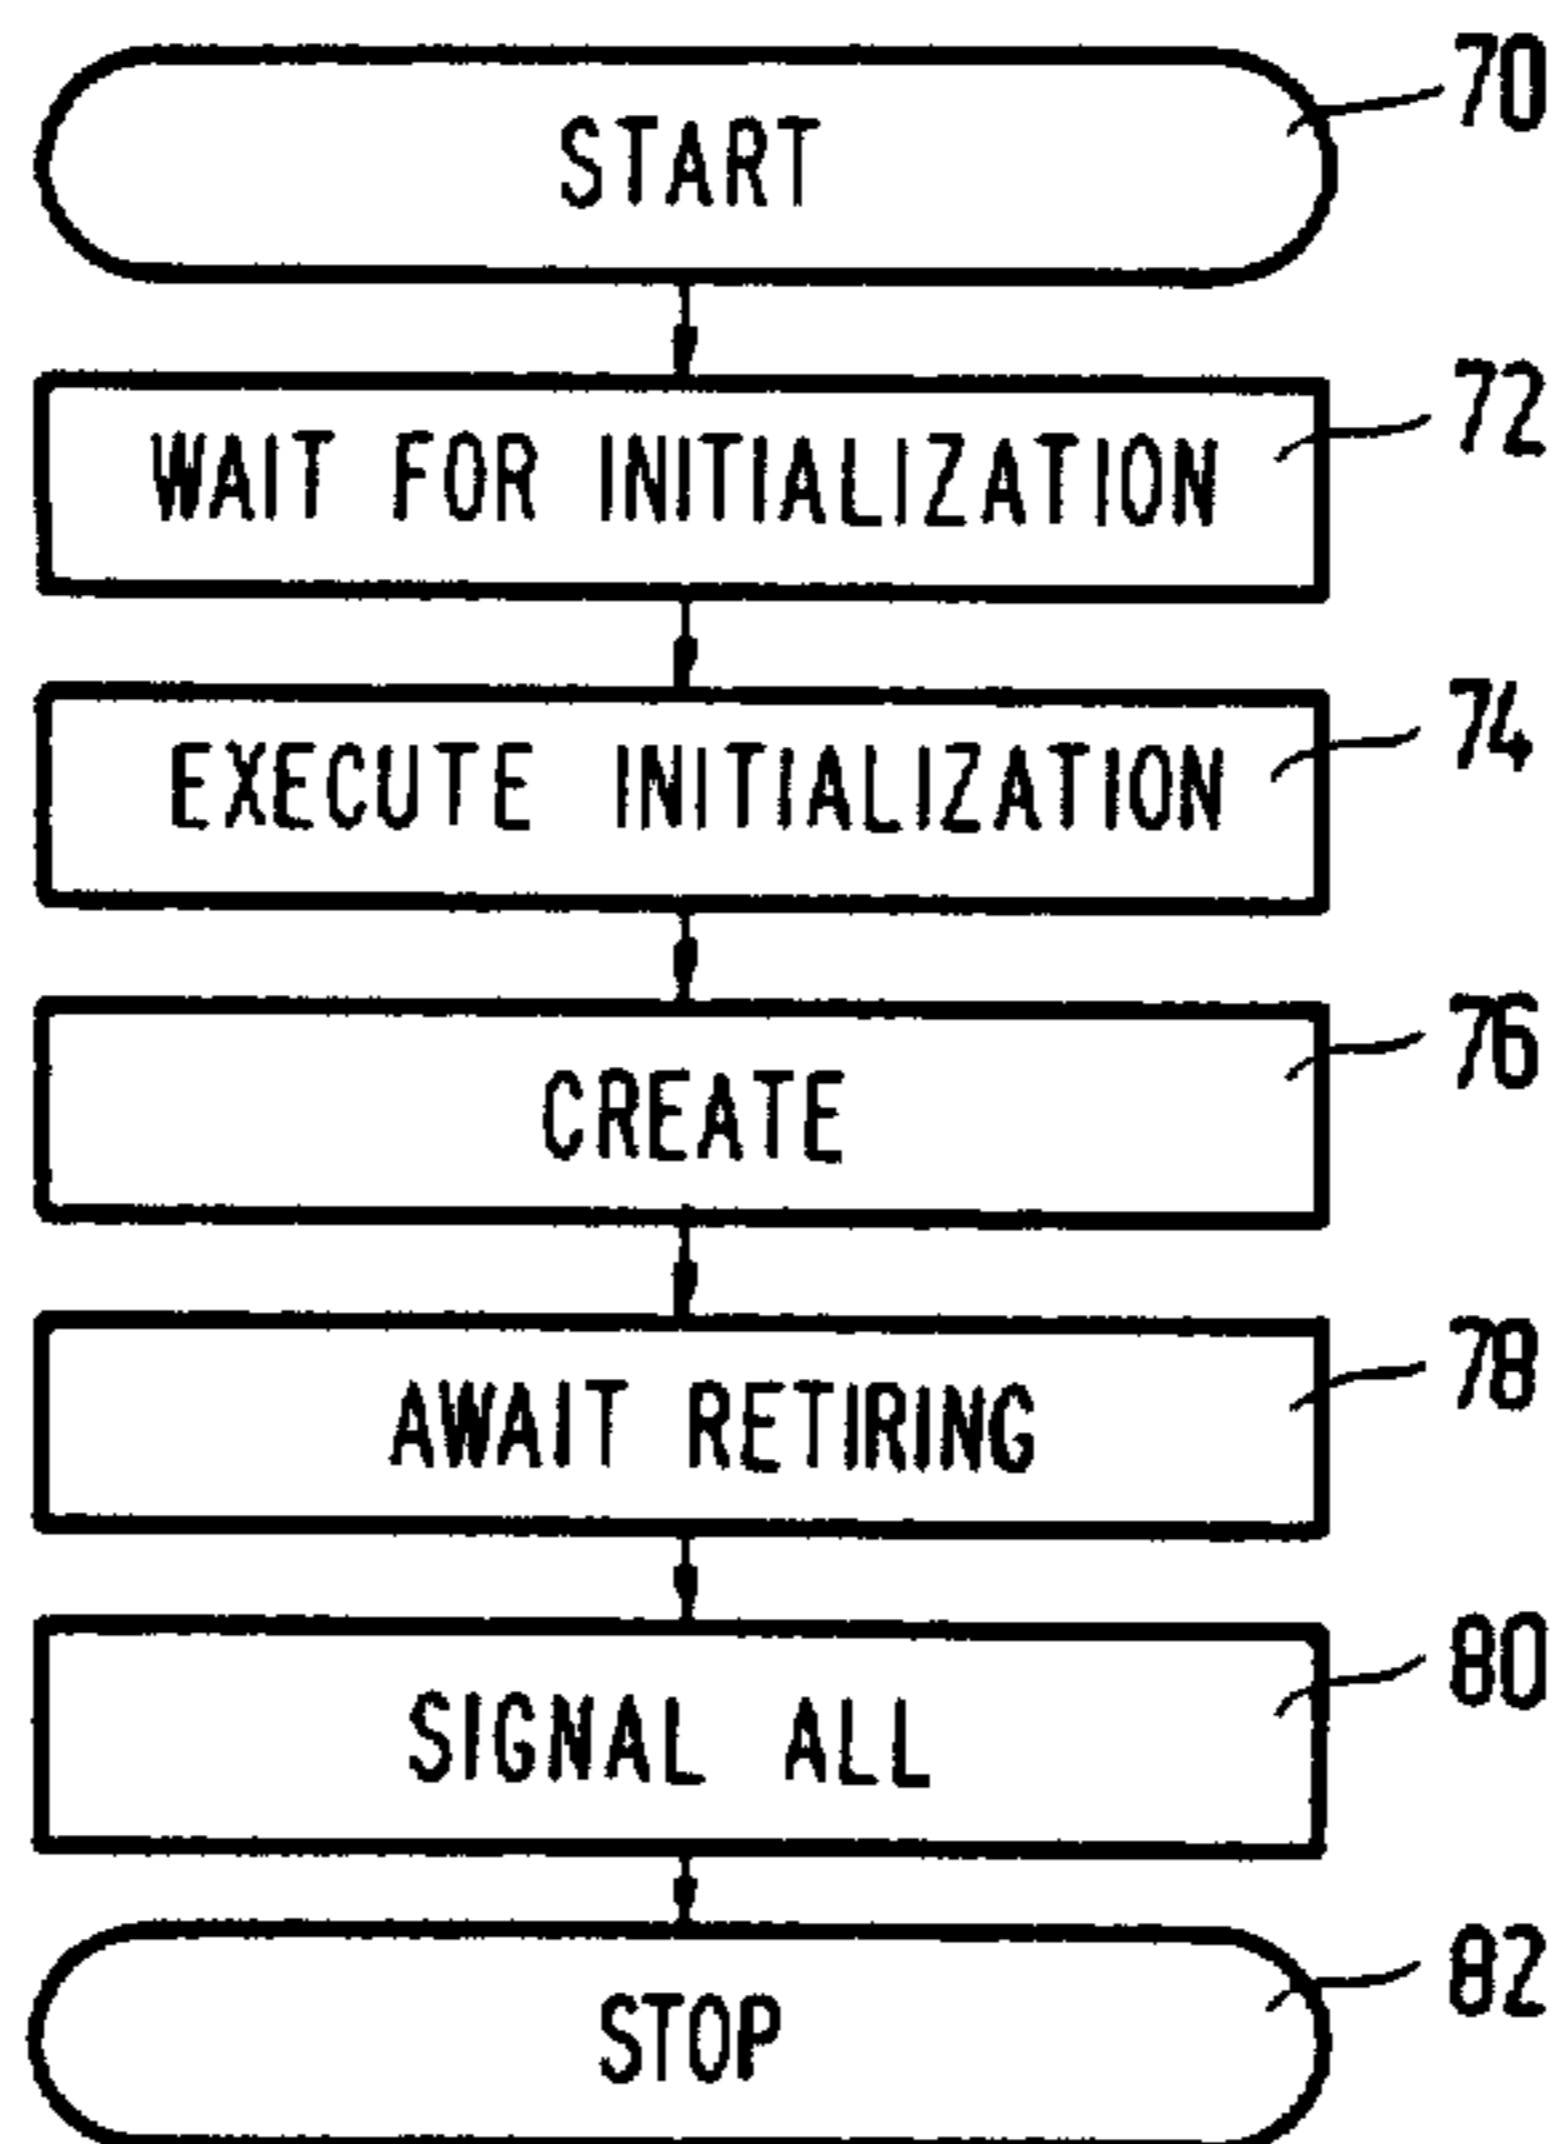 START 70
WAIT FOR INITIALIZATION 72
EXECUTE INITIALIZATION 74
CREATE 76
AWAIT RETIRING 78
SIGNAL ALL 80
STOP 82